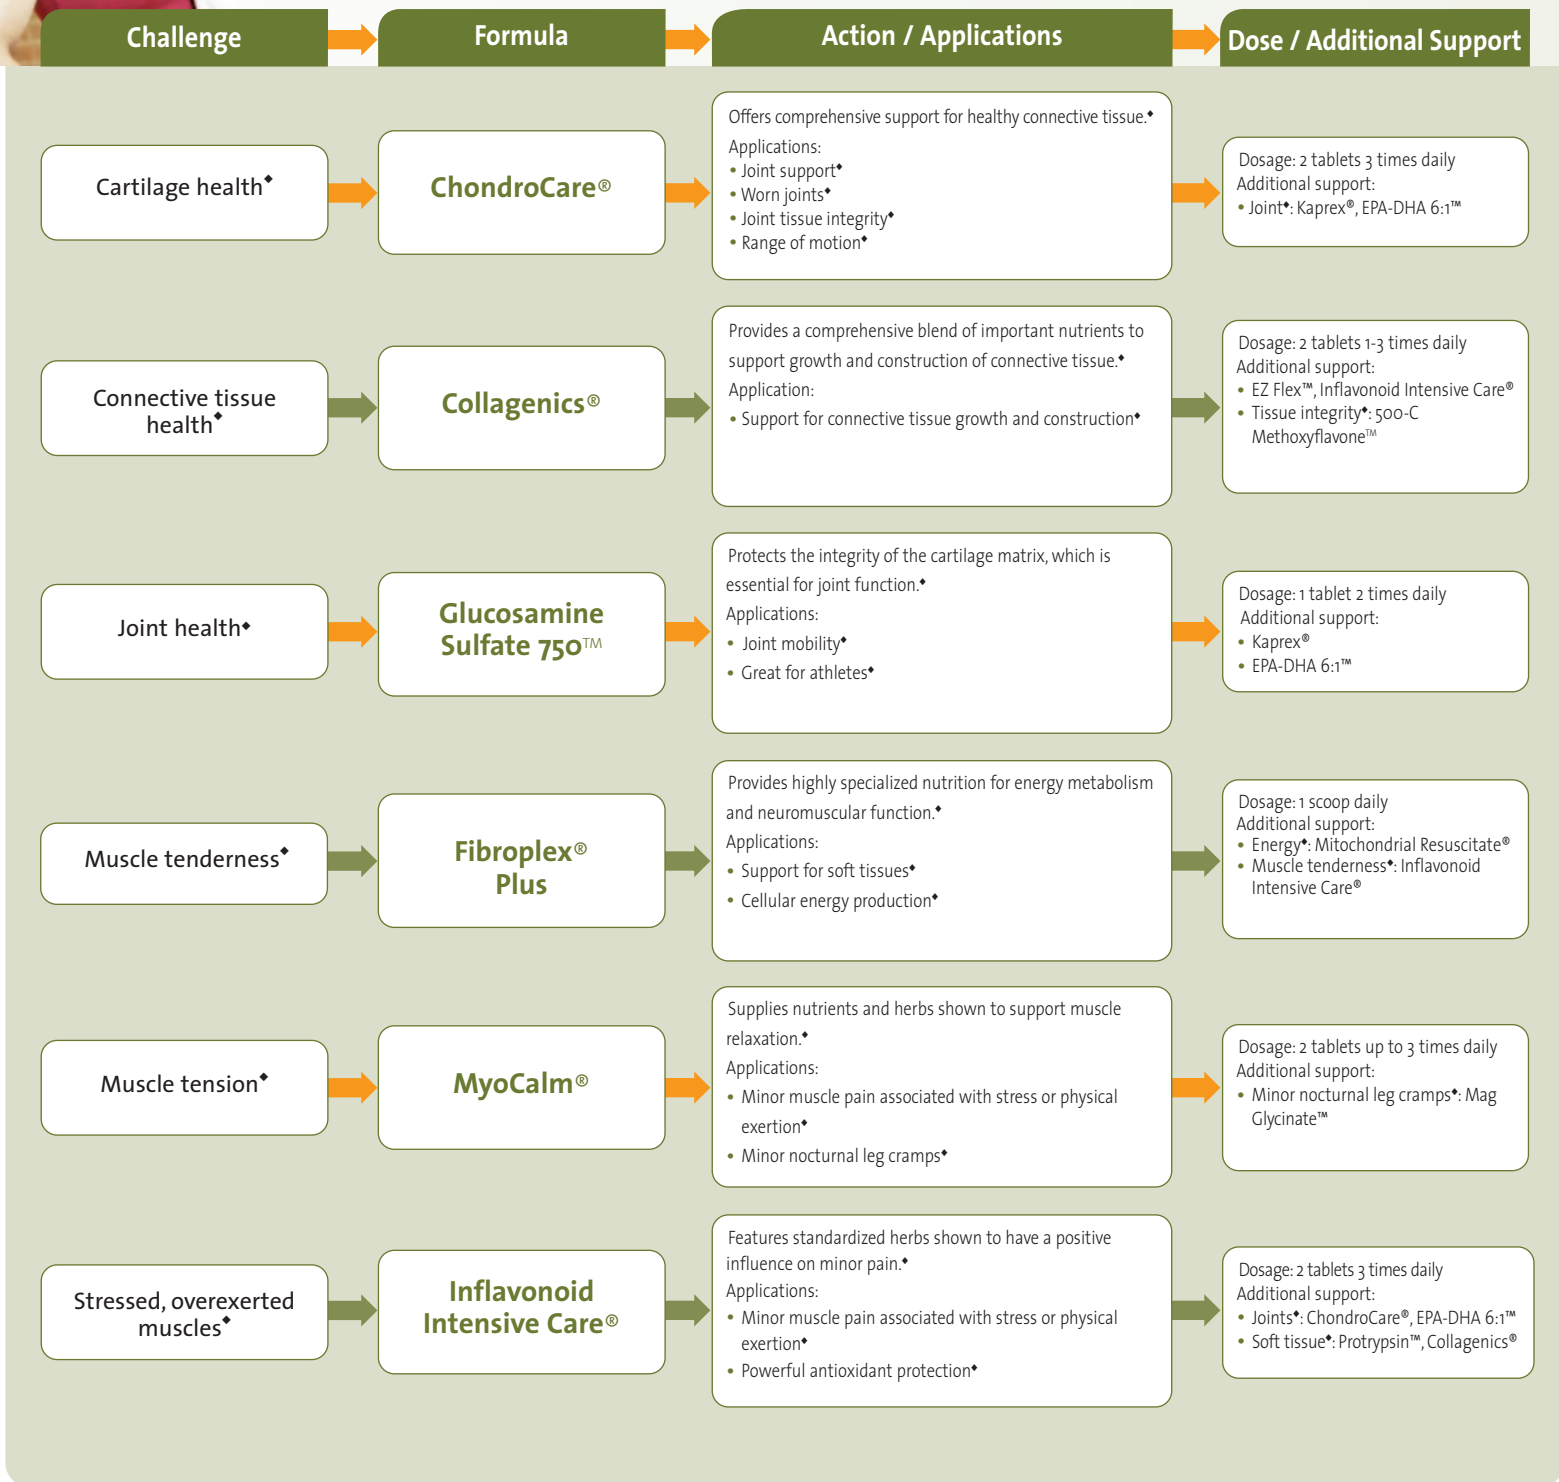 Challenge
Formula
Action / Applications
Dose / Additional Support
Cartilage health♦
ChondroCare®
Offers comprehensive support for healthy connective tissue.♦
Applications:
• Joint support♦
• Worn joints♦
• Joint tissue integrity♦
• Range of motion♦
Dosage: 2 tablets 3 times daily
Additional support:
• Joint♦: Kaprex®, EPA-DHA 6:1™
Connective tissue
health♦
Collagenics®
Provides a comprehensive blend of important nutrients to
support growth and construction of connective tissue.♦
Application:
• Support for connective tissue growth and construction♦
Dosage: 2 tablets 1-3 times daily
Additional support:
• EZ Flex™, Inflavonoid Intensive Care®
• Tissue integrity♦: 500-C
Methoxyflavone™
Joint health♦
Glucosamine
Sulfate 750™
Protects the integrity of the cartilage matrix, which is
essential for joint function.♦
Applications:
• Joint mobility♦
• Great for athletes♦
Dosage: 1 tablet 2 times daily
Additional support:
• Kaprex®
• EPA-DHA 6:1™
Muscle tenderness♦
Fibroplex®
Plus
Provides highly specialized nutrition for energy metabolism
and neuromuscular function.♦
Applications:
• Support for soft tissues♦
• Cellular energy production♦
Dosage: 1 scoop daily
Additional support:
• Energy♦: Mitochondrial Resuscitate®
• Muscle tenderness♦: Inflavonoid
Intensive Care®
Muscle tension♦
MyoCalm®
Supplies nutrients and herbs shown to support muscle
relaxation.♦
Applications:
• Minor muscle pain associated with stress or physical
exertion♦
• Minor nocturnal leg cramps♦
Dosage: 2 tablets up to 3 times daily
Additional support:
• Minor nocturnal leg cramps♦: Mag
Glycinate™
Stressed, overexerted
muscles♦
Inflavonoid
Intensive Care®
Features standardized herbs shown to have a positive
influence on minor pain.♦
Applications:
• Minor muscle pain associated with stress or physical
exertion♦
• Powerful antioxidant protection♦
Dosage: 2 tablets 3 times daily
Additional support:
• Joints♦: ChondroCare®, EPA-DHA 6:1™
• Soft tissue♦: Protrypsin™, Collagenics®